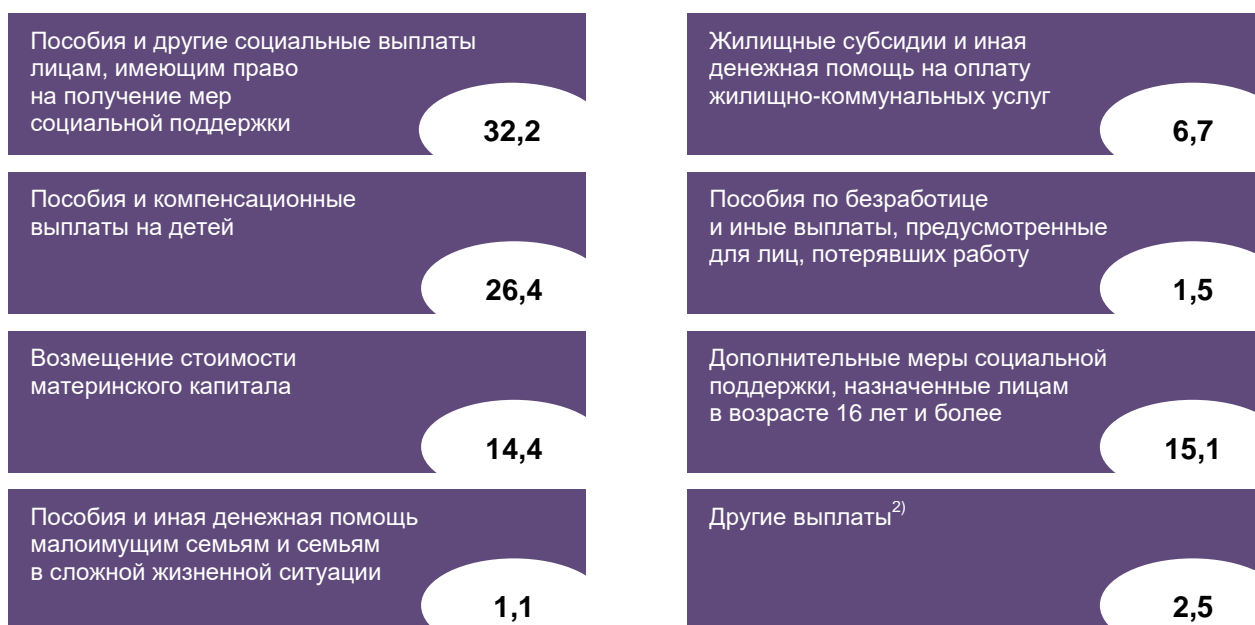 Пособия и другие социальные выплаты
лицам, имеющим право
на получение мер
социальной поддержки
32,2
Жилищные субсидии и иная
денежная помощь на оплату
жилищно-коммунальных услуг
6,7
Пособия и компенсационные
выплаты на детей
26,4
Пособия по безработице
и иные выплаты, предусмотренные
для лиц, потерявших работу
1,5
Возмещение стоимости
материнского капитала
14,4
Дополнительные меры социальной
поддержки, назначенные лицам
в возрасте 16 лет и более
15,1
Пособия и иная денежная помощь
малоимущим семьям и семьям
в сложной жизненной ситуации
1,1
Другие выплаты2)
2,5